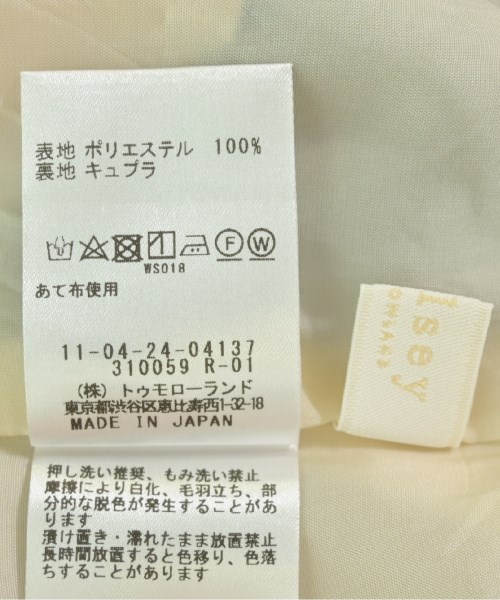 表地 ポリエステル 100%
裏地 キュプラ
F W
WS018
あて布使用
11-04-24-04137
310059 R-01
(株) トゥモローランド
東京都渋谷区恵比寿西1-32-18
MADE IN JAPAN
押し洗い推奨、もみ洗い禁止
摩擦により白化、毛羽立ち、部
分的な脱色が発生することがあ
ります
漬け置き・濡れたまま放置禁止
長時間放置すると色移り、色落
ちすることがあります
sey